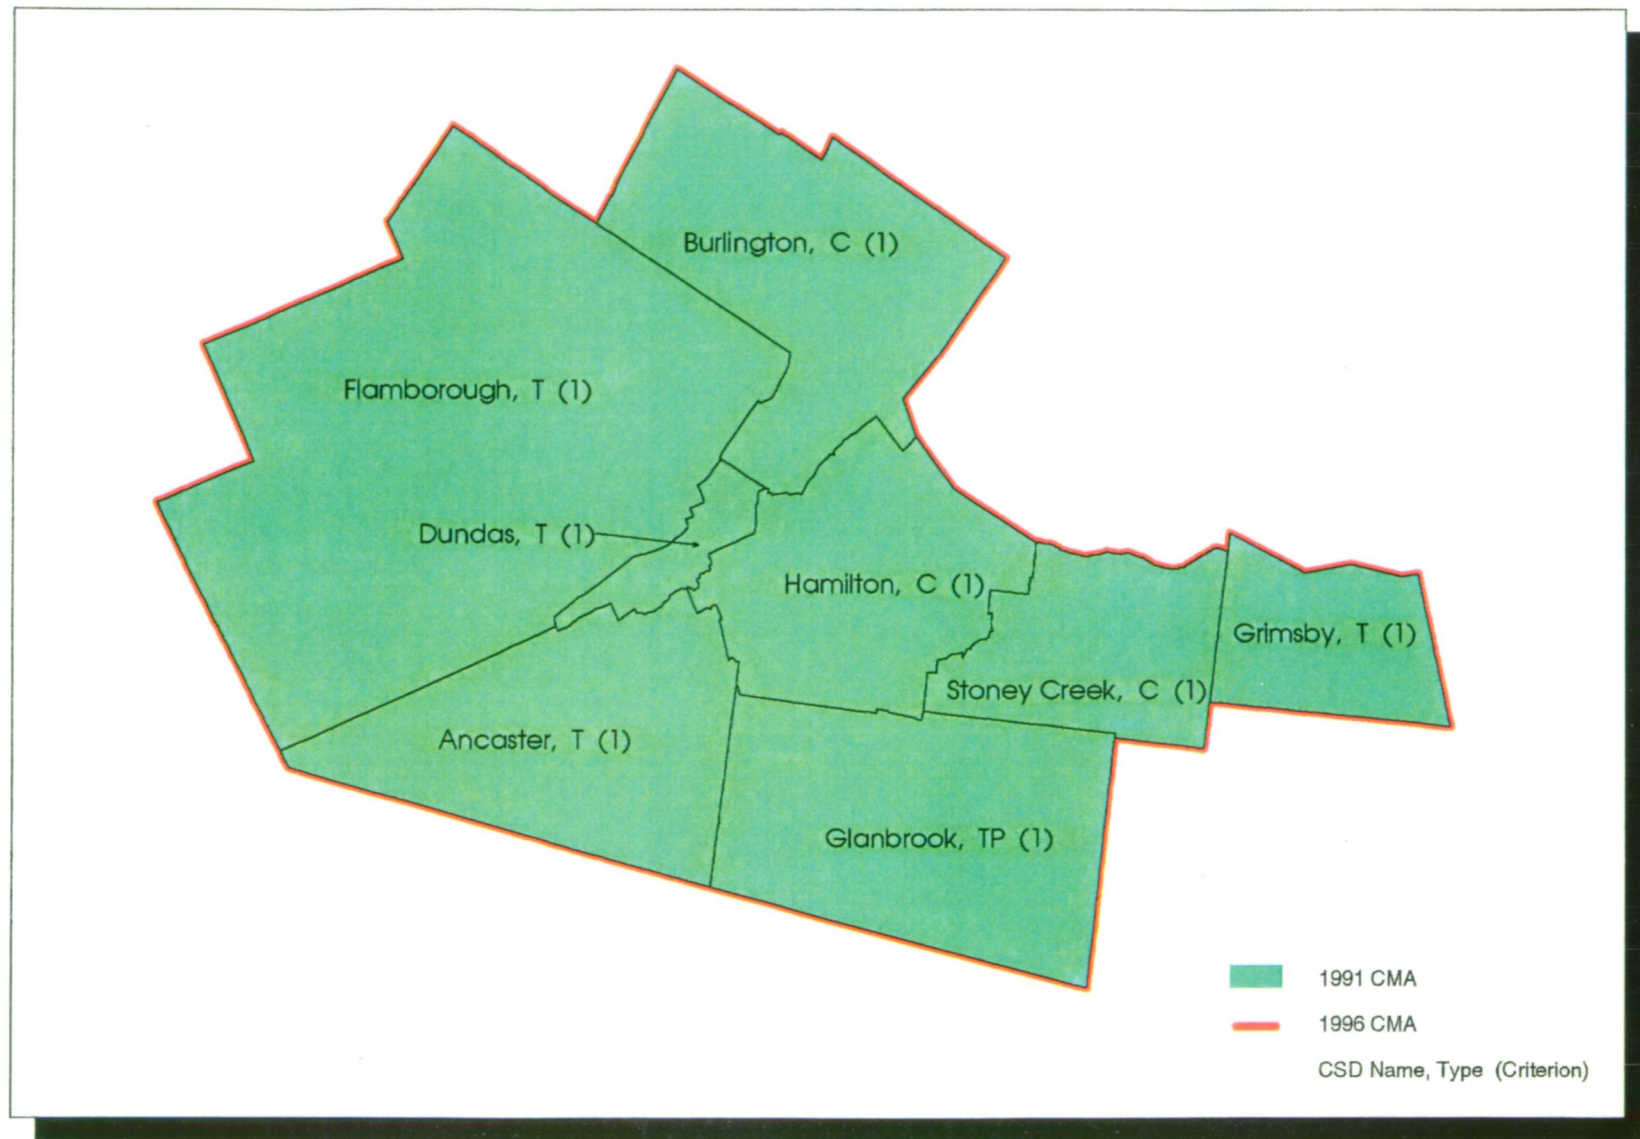 Burlington, C (1)
Flamborough, T (1)
Dundas, T (1)
Hamilton, C (1)
Grimsby, T (1)
Stoney Creek, C (1)
Ancaster, T (1)
Glanbrook, TP (1)
1991 CMA
1996 CMA
CSD Name, Type (Criterion)